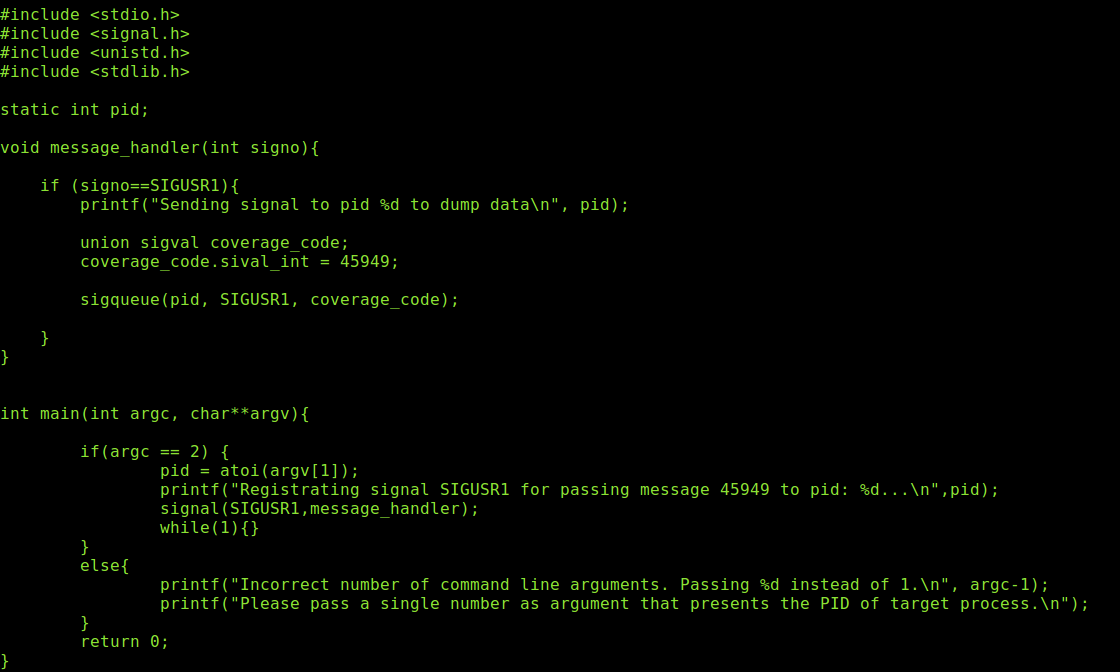 #include <stdio.h>
#include <signal.h>
#include <unistd.h>
#include <stdlib.h>

static int pid;

void message_handler(int signo){

    if (signo==SIGUSR1){
        printf("Sending signal to pid %d to dump data\n", pid);

        union sigval coverage_code;
        coverage_code.sival_int = 45949;

        sigqueue(pid, SIGUSR1, coverage_code);

    }
}


int main(int argc, char**argv){

        if(argc == 2) {
                pid = atoi(argv[1]);
                printf("Registrating signal SIGUSR1 for passing message 45949 to pid: %d...\n",pid);
                signal(SIGUSR1,message_handler);
                while(1){}
        }
        else{
                printf("Incorrect number of command line arguments. Passing %d instead of 1.\n", argc-1);
                printf("Please pass a single number as argument that presents the PID of target process.\n");
        }
        return 0;
}